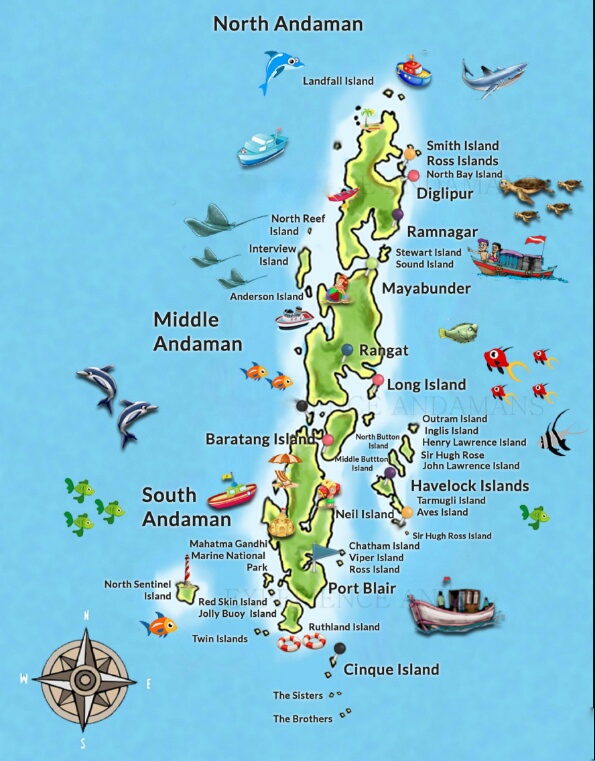 North Andaman
Landfall Island
Smith Island
Ross Islands
North Bay Island
Diglipur
North Reef
Island
Ramnagar
Interview
Island
Stewart Island
Sound Island
Anderson Island
Mayabunder
Middle
Andaman
Rangat
Long Island
CE ANDAMANS
Outram Island
Inglis Island
Baratang Island
North Button
Island
Henry Lawrence Island
Middle Buttton
Island
Sir Hugh Rose
John Lawrence Island
Havelock Islands
South
Andaman
Tarmugli Island
Aves Island
Neil Island
Sir Hugh Ross Island
Mahatma Gandhi
Marine National
Park
Chatham Island
Viper Island
Ross Island
North Sentinel
Island
Port Blair
Red Skin Island
Jolly Buoy Island
Ruthland Island
Twin Islands
Cinque Island
The Sisters
The Brothers
N
W
E
S